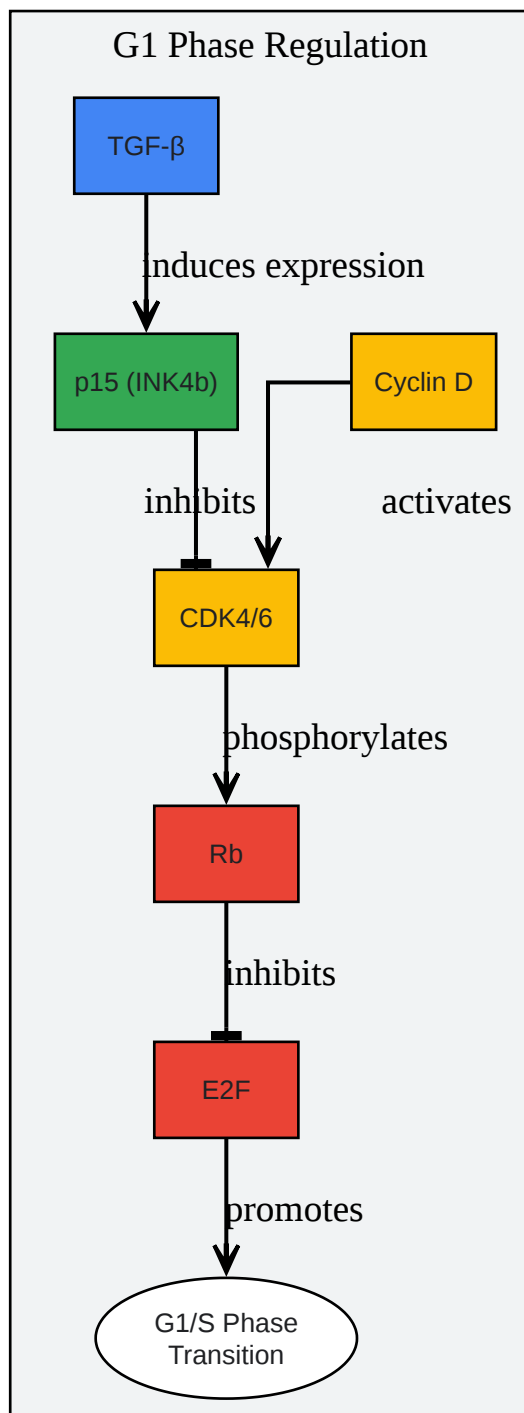 G1 Phase Regulation
TGF-β
induces expression
p15 (INK4b)
Cyclin D
inhibits
activates
CDK4/6
phosphorylates
Rb
inhibits
E2F
promotes
G1/S Phase
Transition